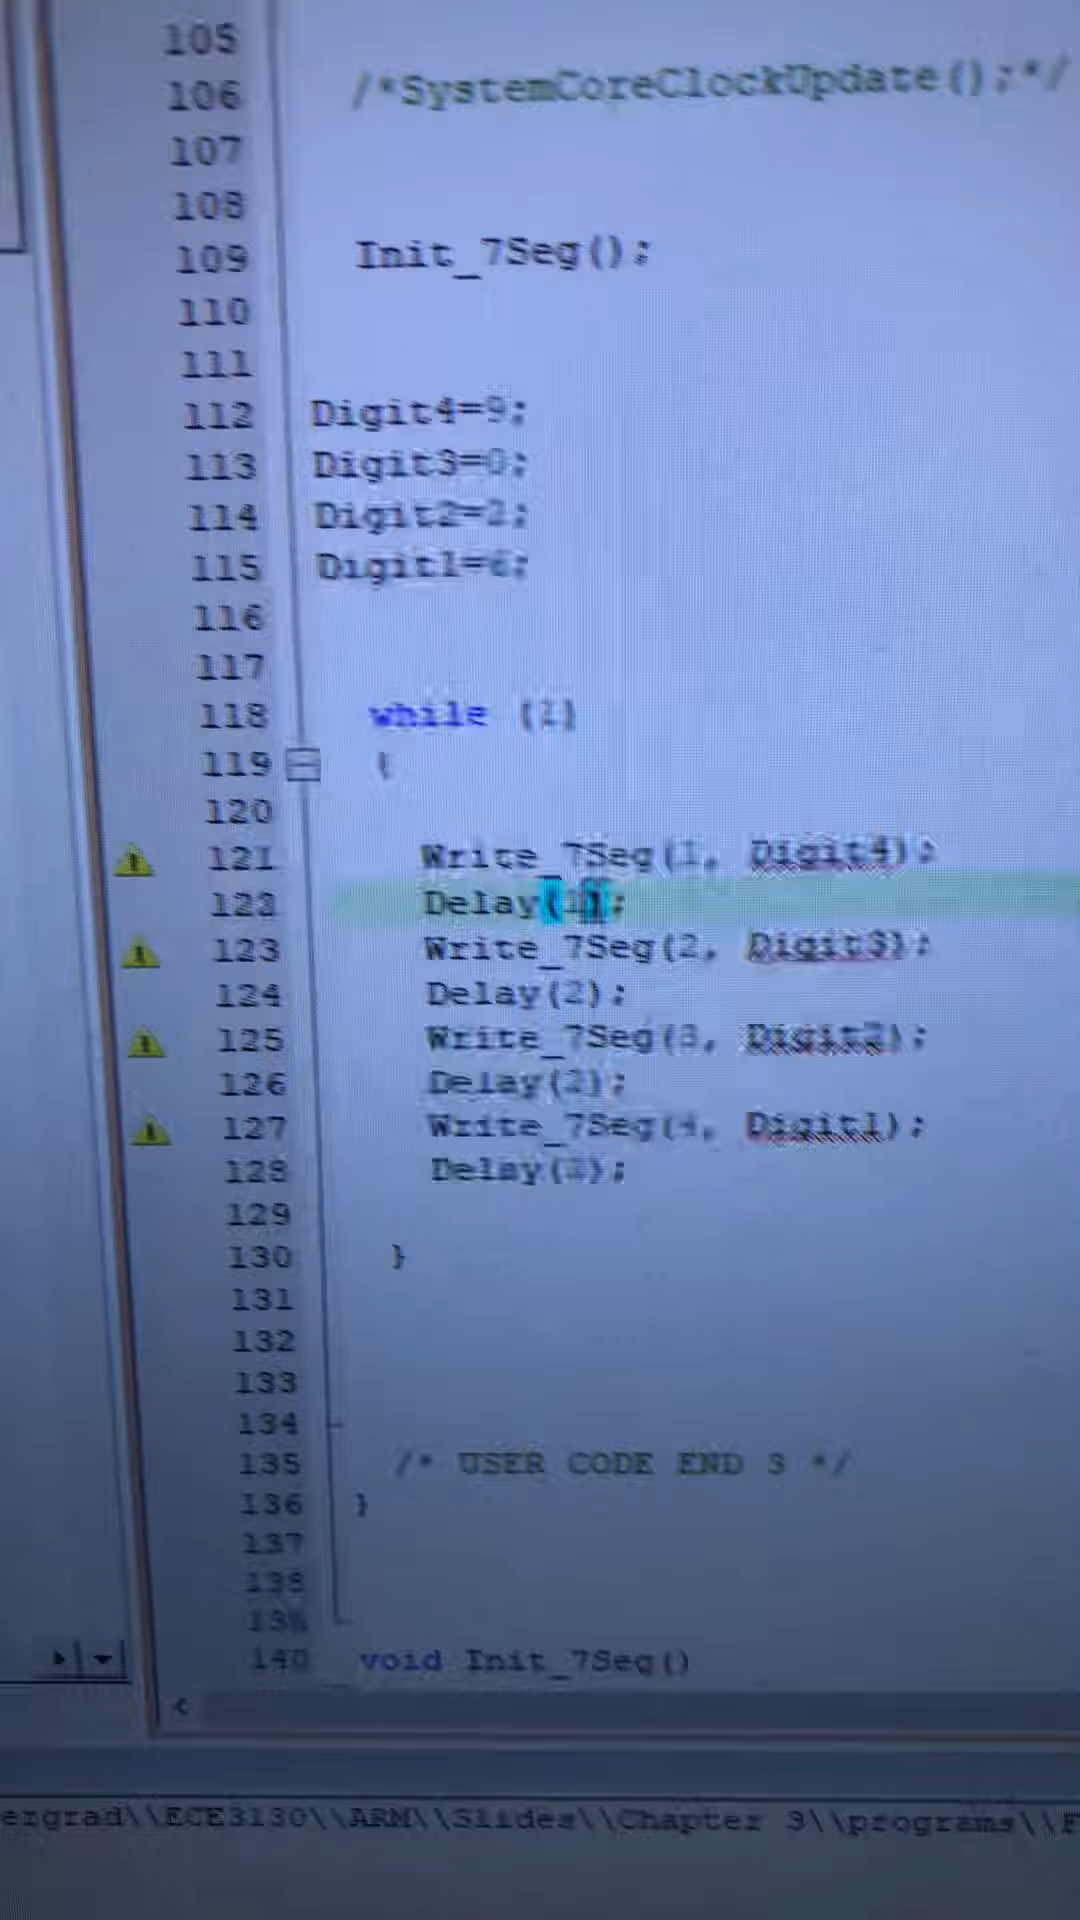 105
106 /*SystemCoreClockUpdate();*/
107
108
109 Init_7Seg();
110
111
112 Digit4=9;
113 Digit3=0;
114 Digit2=2;
115 Digit1=6;
116
117
118 while (1)
119 {
120
121 Write_7Seg(1, Digit4);
122 Delay( );
123 Write_7Seg(2, Digit3);
124 Delay(2);
125 Write_7Seg(3, Digit2);
126 Delay(2);
127 Write_7Seg(4, Digit1);
128 Delay(2);
129
130 }
131
132
133
134
135 /* USER CODE END 3 */
136 }
137
138
139
140 void Init_7Seg()
ergrad\\ECE3130\\ARM\\Slides\\Chapter 3\\programs\\F